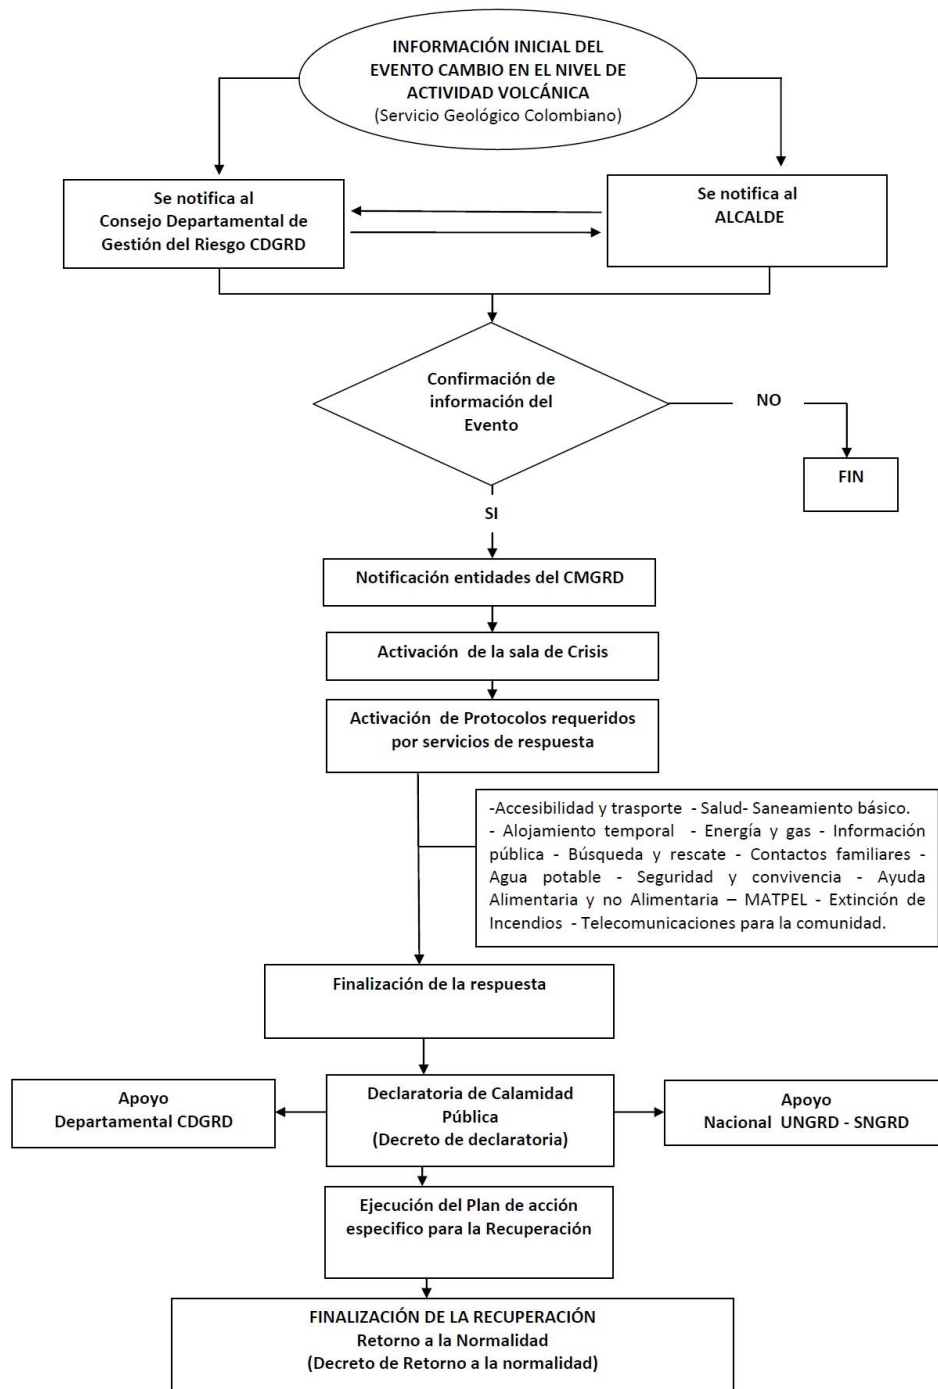 INFORMACIÓN INICIAL DEL
EVENTO CAMBIO EN EL NIVEL DE
ACTIVIDAD VOLCÁNICA
(Servicio Geológico Colombiano)
Se notifica al
Consejo Departamental de
Gestión del Riesgo CDGRD
Se notifica al
ALCALDE
Confirmación de
información del
Evento
NO
FIN
SI
Notificación entidades del CMGRD
Activación de la sala de Crisis
Activación de Protocolos requeridos
por servicios de respuesta
-Accesibilidad y trasporte - Salud- Saneamiento básico.
- Alojamiento temporal - Energía y gas - Información
pública - Búsqueda y rescate - Contactos familiares -
Agua potable - Seguridad y convivencia - Ayuda
Alimentaria y no Alimentaria – MATPEL - Extinción de
Incendios - Telecomunicaciones para la comunidad.
Finalización de la respuesta
Apoyo
Departamental CDGRD
Declaratoria de Calamidad
Pública
(Decreto de declaratoria)
Apoyo
Nacional UNGRD - SNGRD
Ejecución del Plan de acción
especifico para la Recuperación
FINALIZACIÓN DE LA RECUPERACIÓN
Retorno a la Normalidad
(Decreto de Retorno a la normalidad)